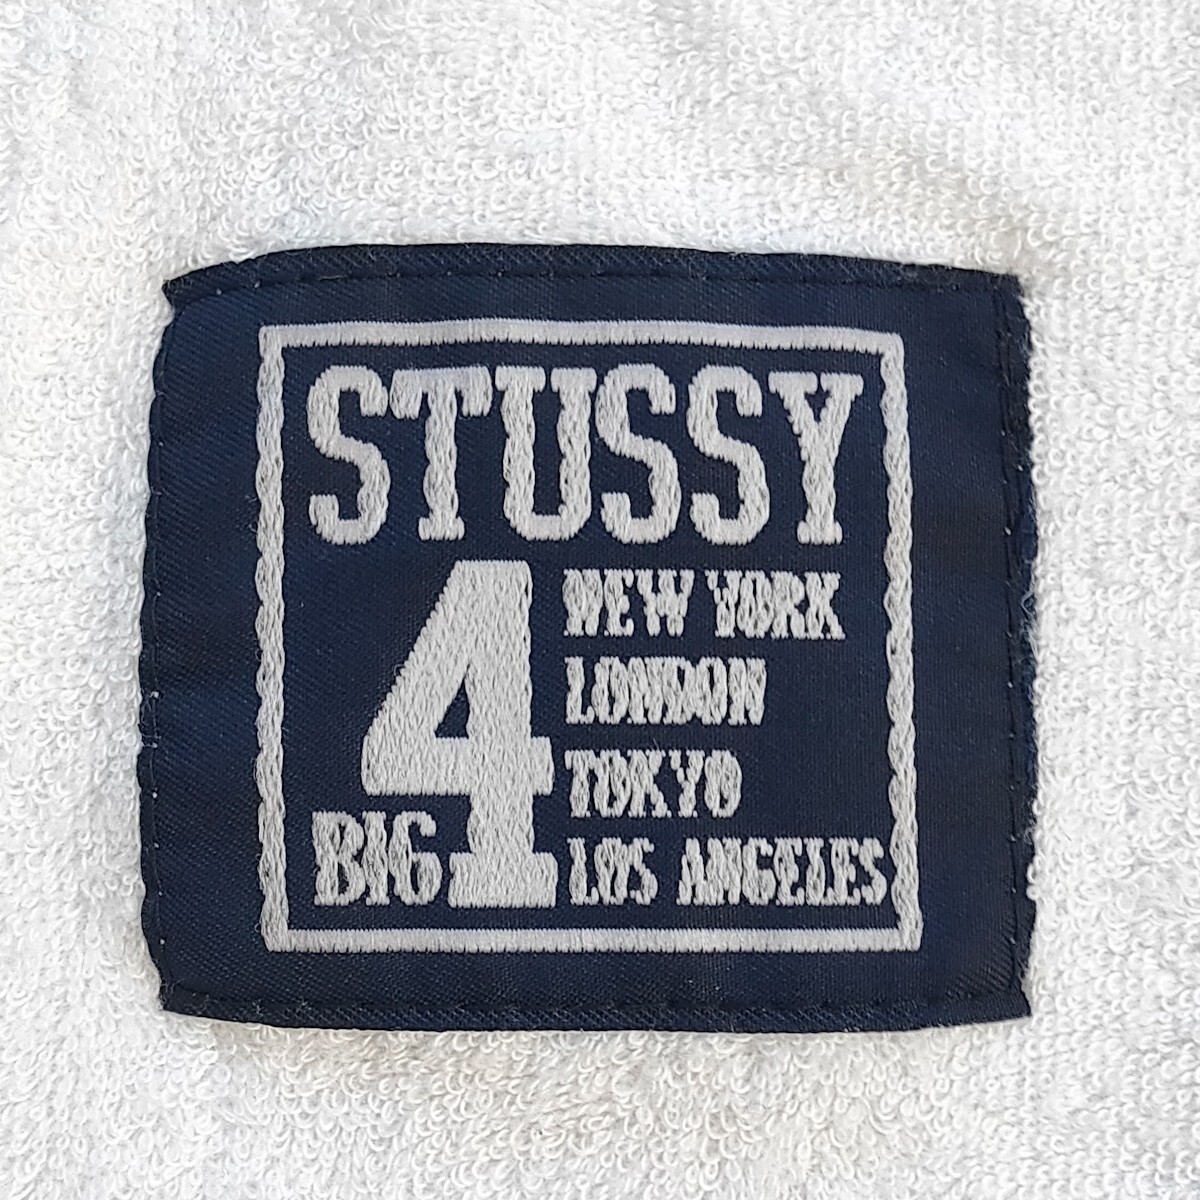 STUSSY
BIG 4
NEW YORK
LONDON
TOKYO
LOS ANGELES